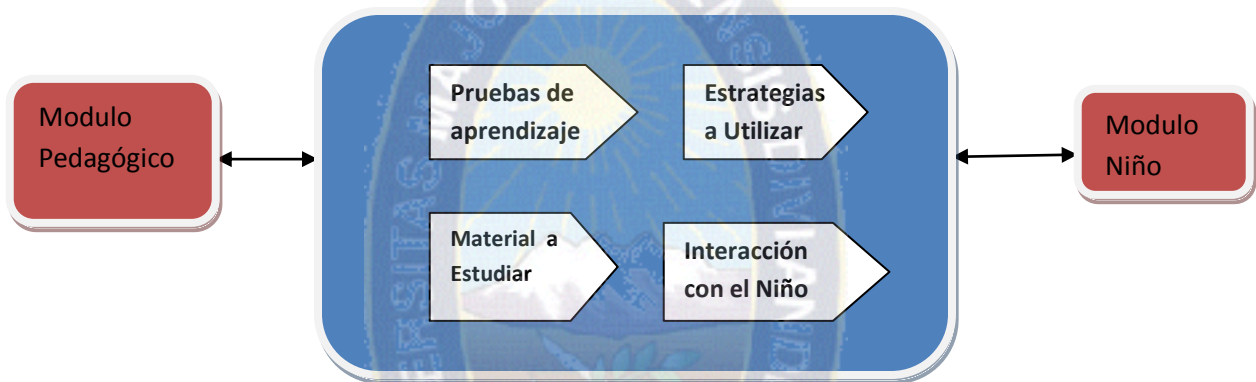 Modulo
Pedagógico
Pruebas de
aprendizaje
Estrategias
a Utilizar
Material a
Estudiar
Interacción
con el Niño
Modulo
Niño